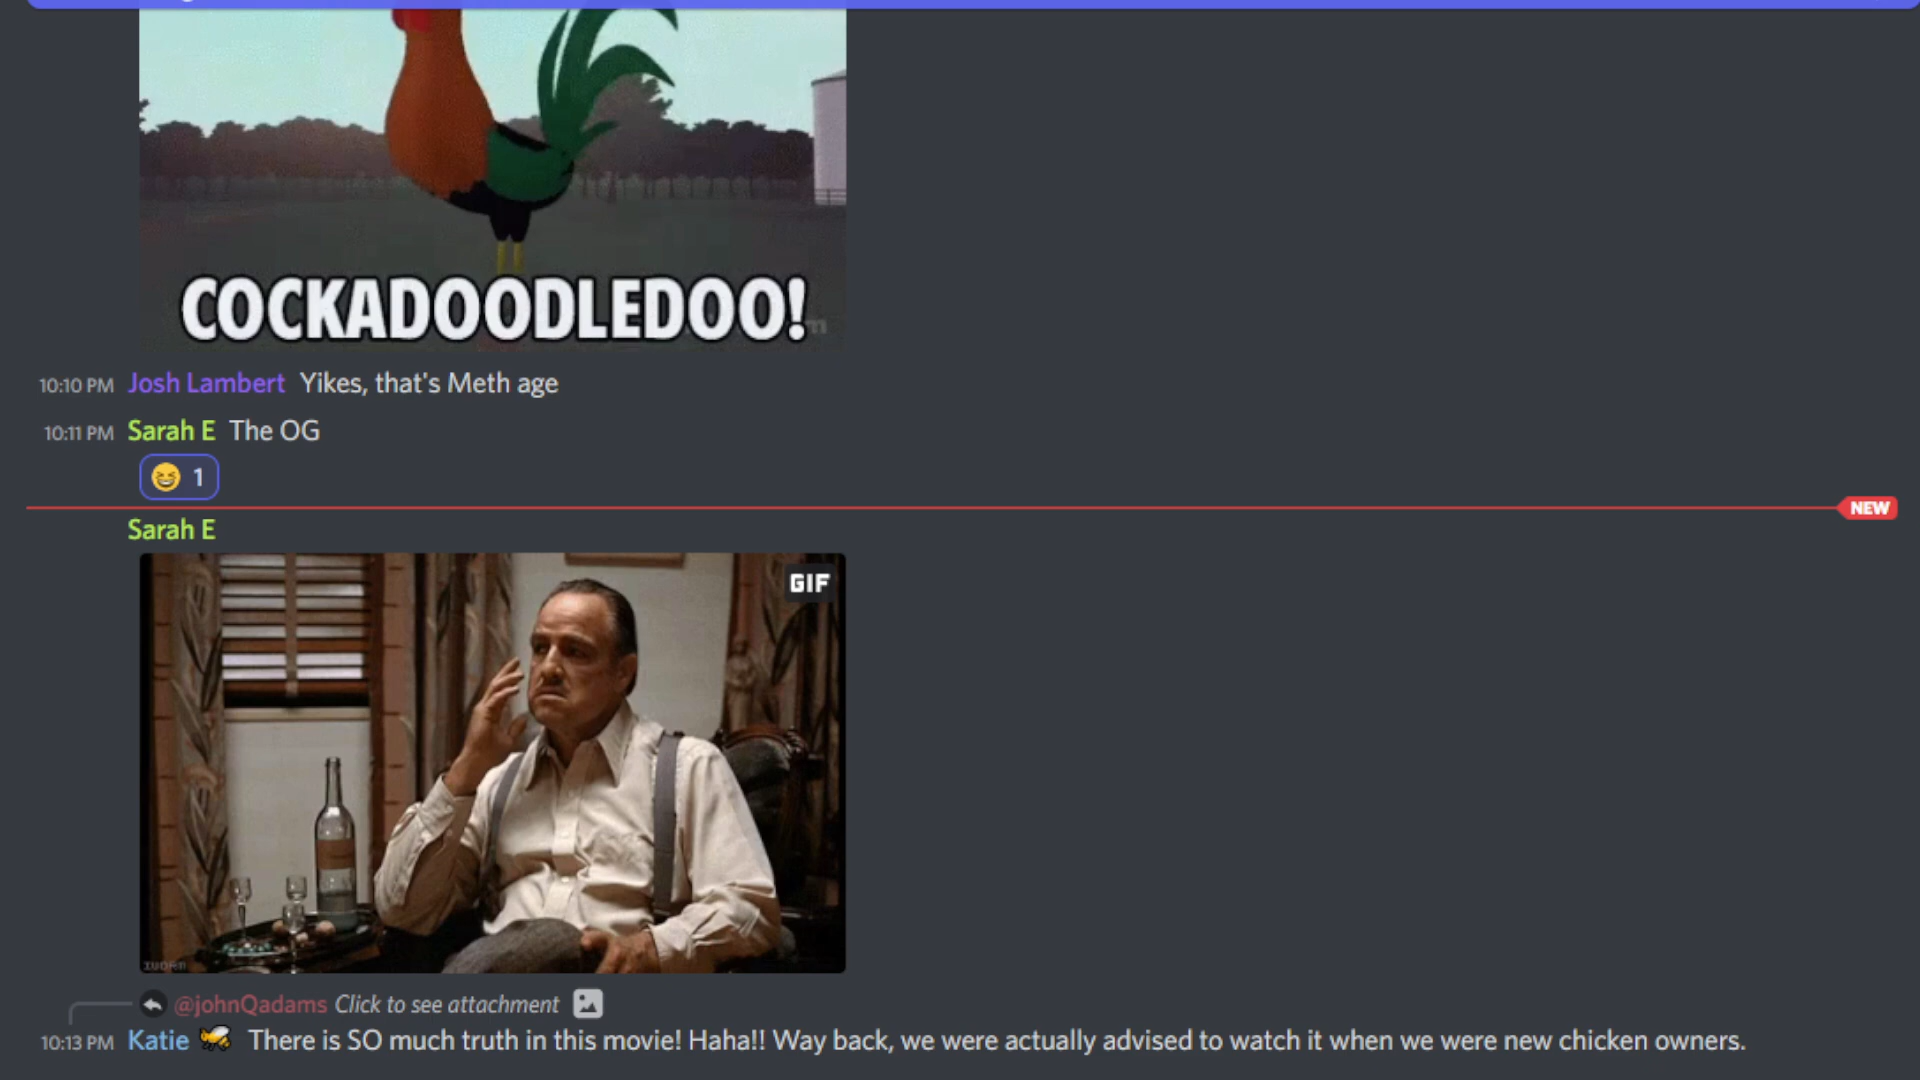 COCKADOODLEDOO!
10:10 PM Josh Lambert Yikes, that's Meth age
10:11 PM Sarah E The OG
1
NEW
Sarah E
GIF
@johnQadams Click to see attachment
10:13 PM Katie There is SO much truth in this movie! Haha!! Way back, we were actually advised to watch it when we were new chicken owners.